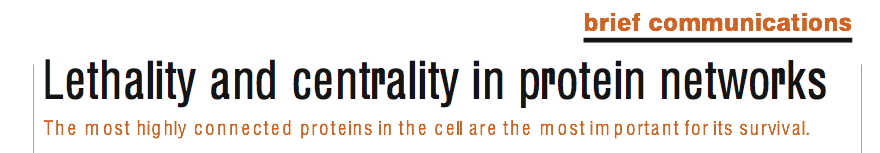 brief communications
Lethality and centrality in protein networks
The most highly connected proteins in the cell are the most important for its survival.